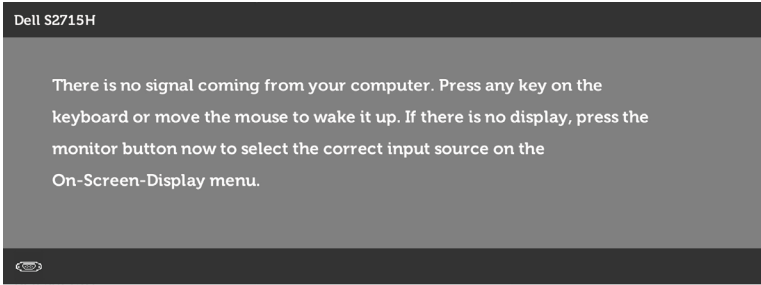 Dell S2715H
There is no signal coming from your computer. Press any key on the
keyboard or move the mouse to wake it up. If there is no display, press the
monitor button now to select the correct input source on the
On-Screen-Display menu.